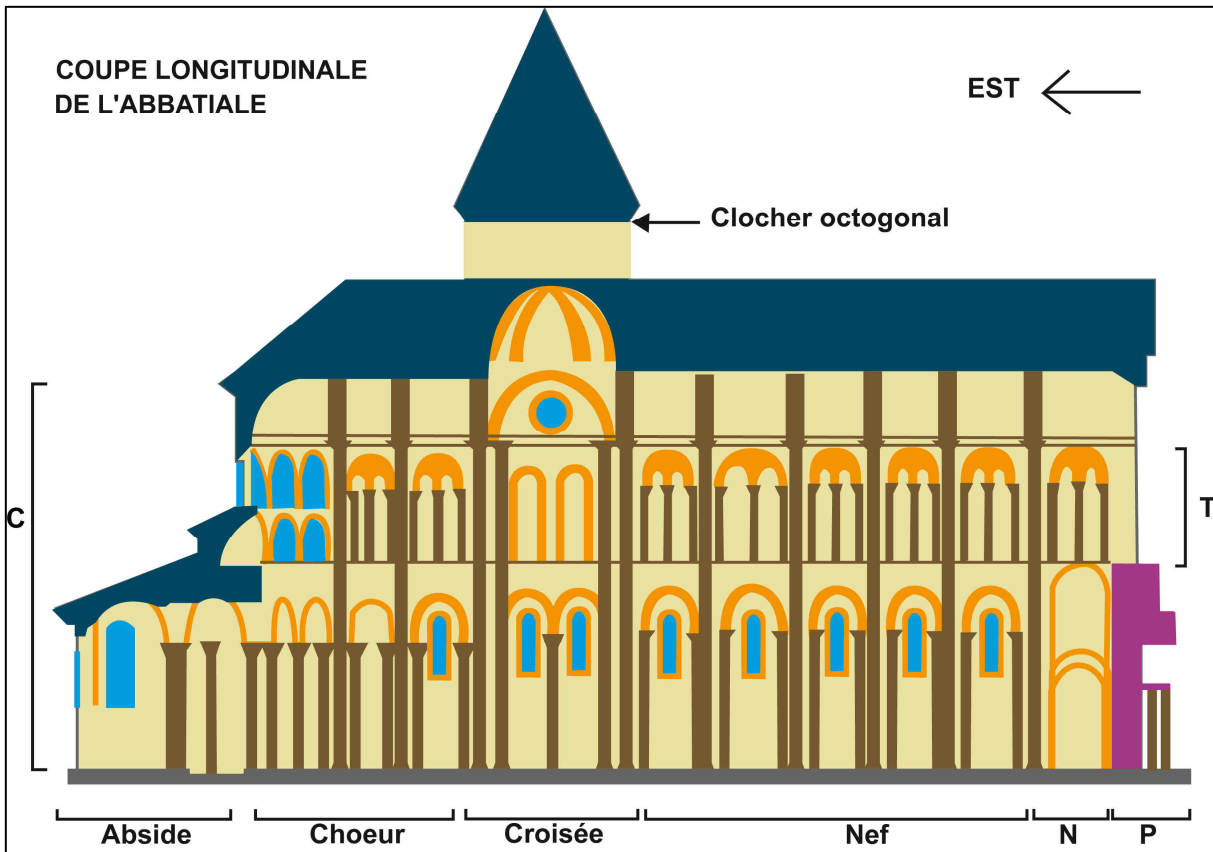 COUPE LONGITUDINALE
DE L'ABBATIALE
EST
Clocher octogonal
C
T
Abside
Choeur
Croisée
Nef
N
P